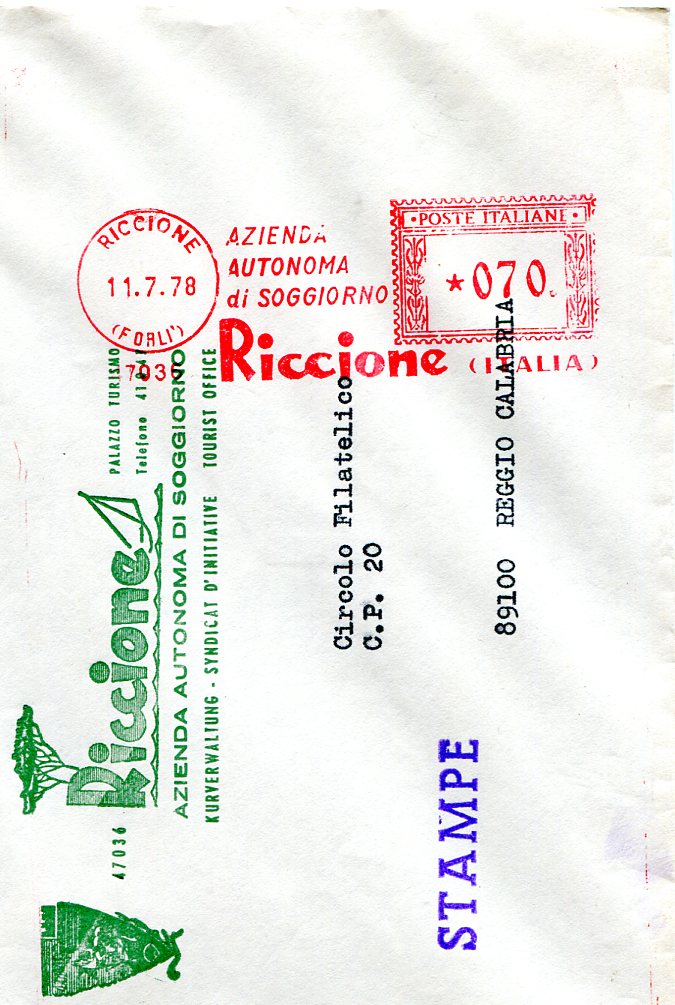 RICCIONE
11.7.78
(FORLI')
AZIENDA
AUTONOMA
di SOGGIORNO
Riccione (ITALIA)
• POSTE ITALIANE •
*070
47036
Riccione
PALAZZO TURISMO
Telefono
AZIENDA AUTONOMA DI SOGGIORNO
KURVERWALTUNG - SYNDICAT D'INITIATIVE TOURIST OFFICE
Circolo Filatelico
C.P. 20
89100 REGGIO CALABRIA
STAMPE